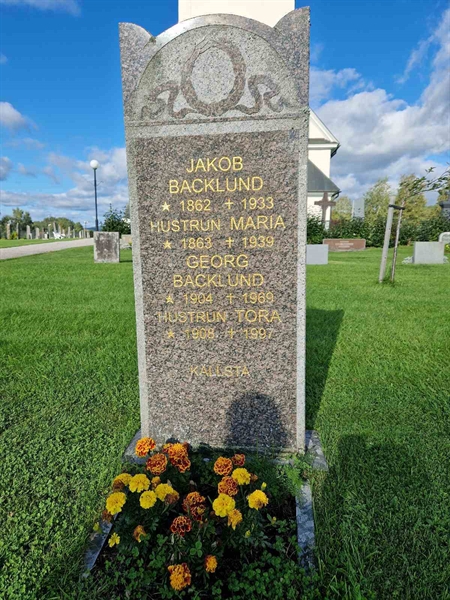 JAKOB
BACKLUND
★ 1862 ✝ 1933
HUSTRUN MARIA
★ 1863 ✝ 1939
GEORG
BACKLUND
★ 1904 ✝ 1969
HUSTRUN TORA
★ 1908 ✝ 1997
KÄLLSTA